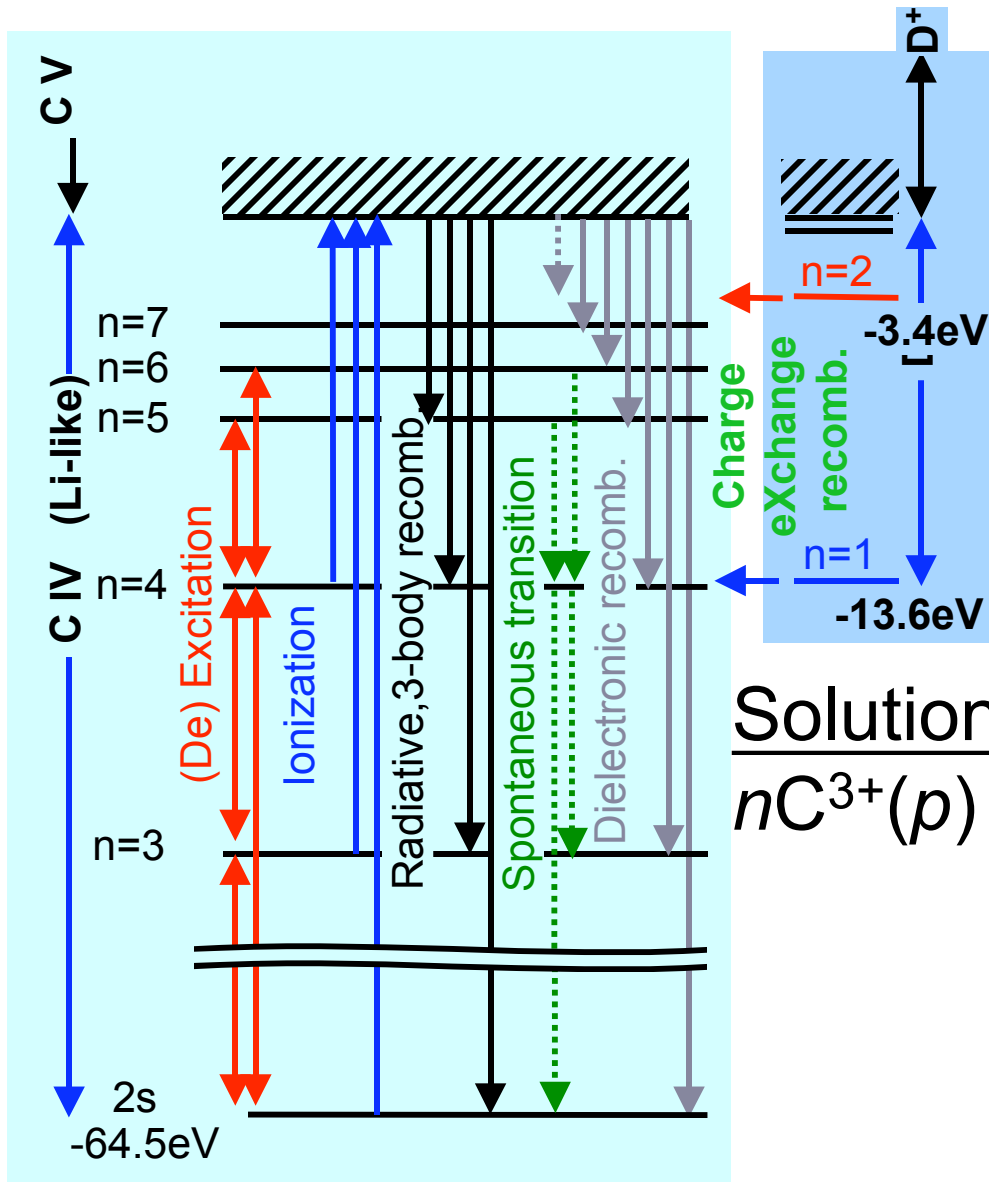 C V
C IV (Li-like)
n=7
n=6
n=5
n=4
n=3
2s
-64.5eV
(De) Excitation
Ionization
Radiative,3-body recomb.
Spontaneous transition
Dielectronic recomb.
Charge
eXchange
recomb.
D⁺
n=2
-3.4eV
n=1
-13.6eV
Solution
nC³⁺(p)